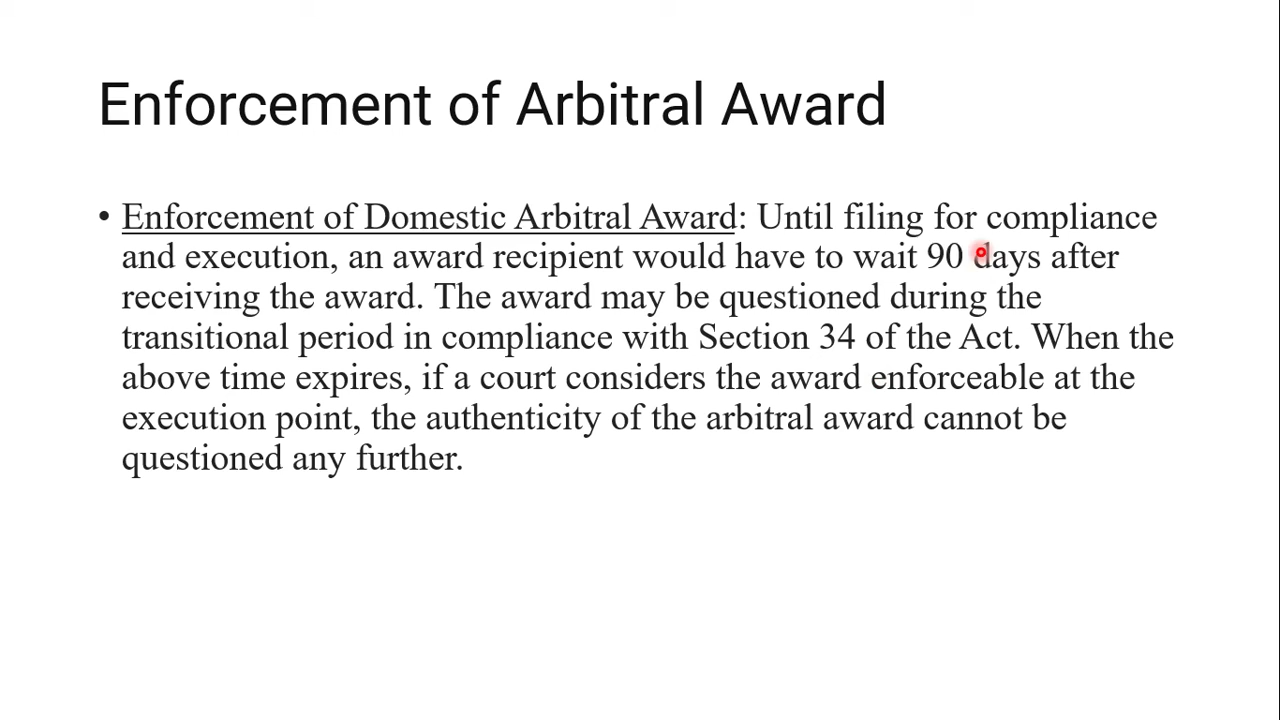 Enforcement of Arbitral Award
• Enforcement of Domestic Arbitral Award: Until filing for compliance
and execution, an award recipient would have to wait 90 days after
receiving the award. The award may be questioned during the
transitional period in compliance with Section 34 of the Act. When the
above time expires, if a court considers the award enforceable at the
execution point, the authenticity of the arbitral award cannot be
questioned any further.